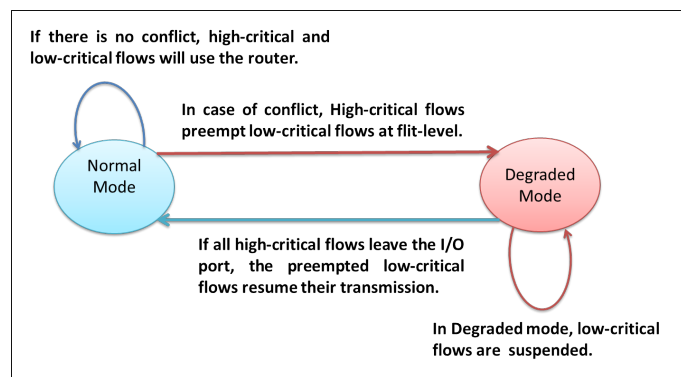 If there is no conflict, high-critical and
low-critical flows will use the router.
In case of conflict, High-critical flows
preempt low-critical flows at flit-level.
Normal
Mode
Degraded
Mode
If all high-critical flows leave the I/O
port, the preempted low-critical
flows resume their transmission.
In Degraded mode, low-critical
flows are suspended.